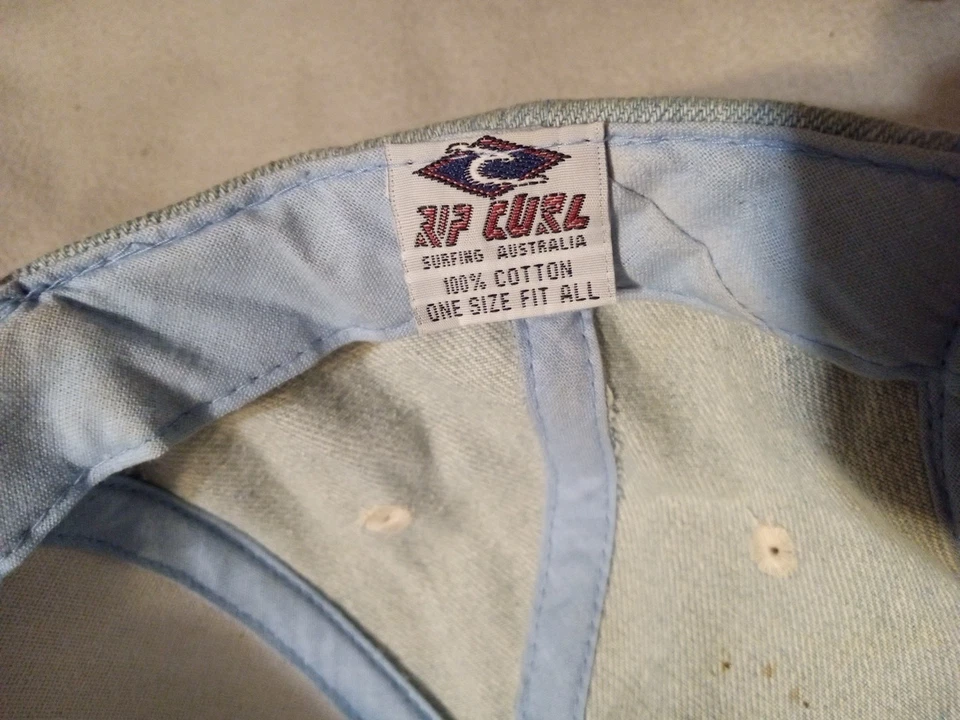 RIP CURL
SURFING AUSTRALIA
100% COTTON
ONE SIZE FIT ALL